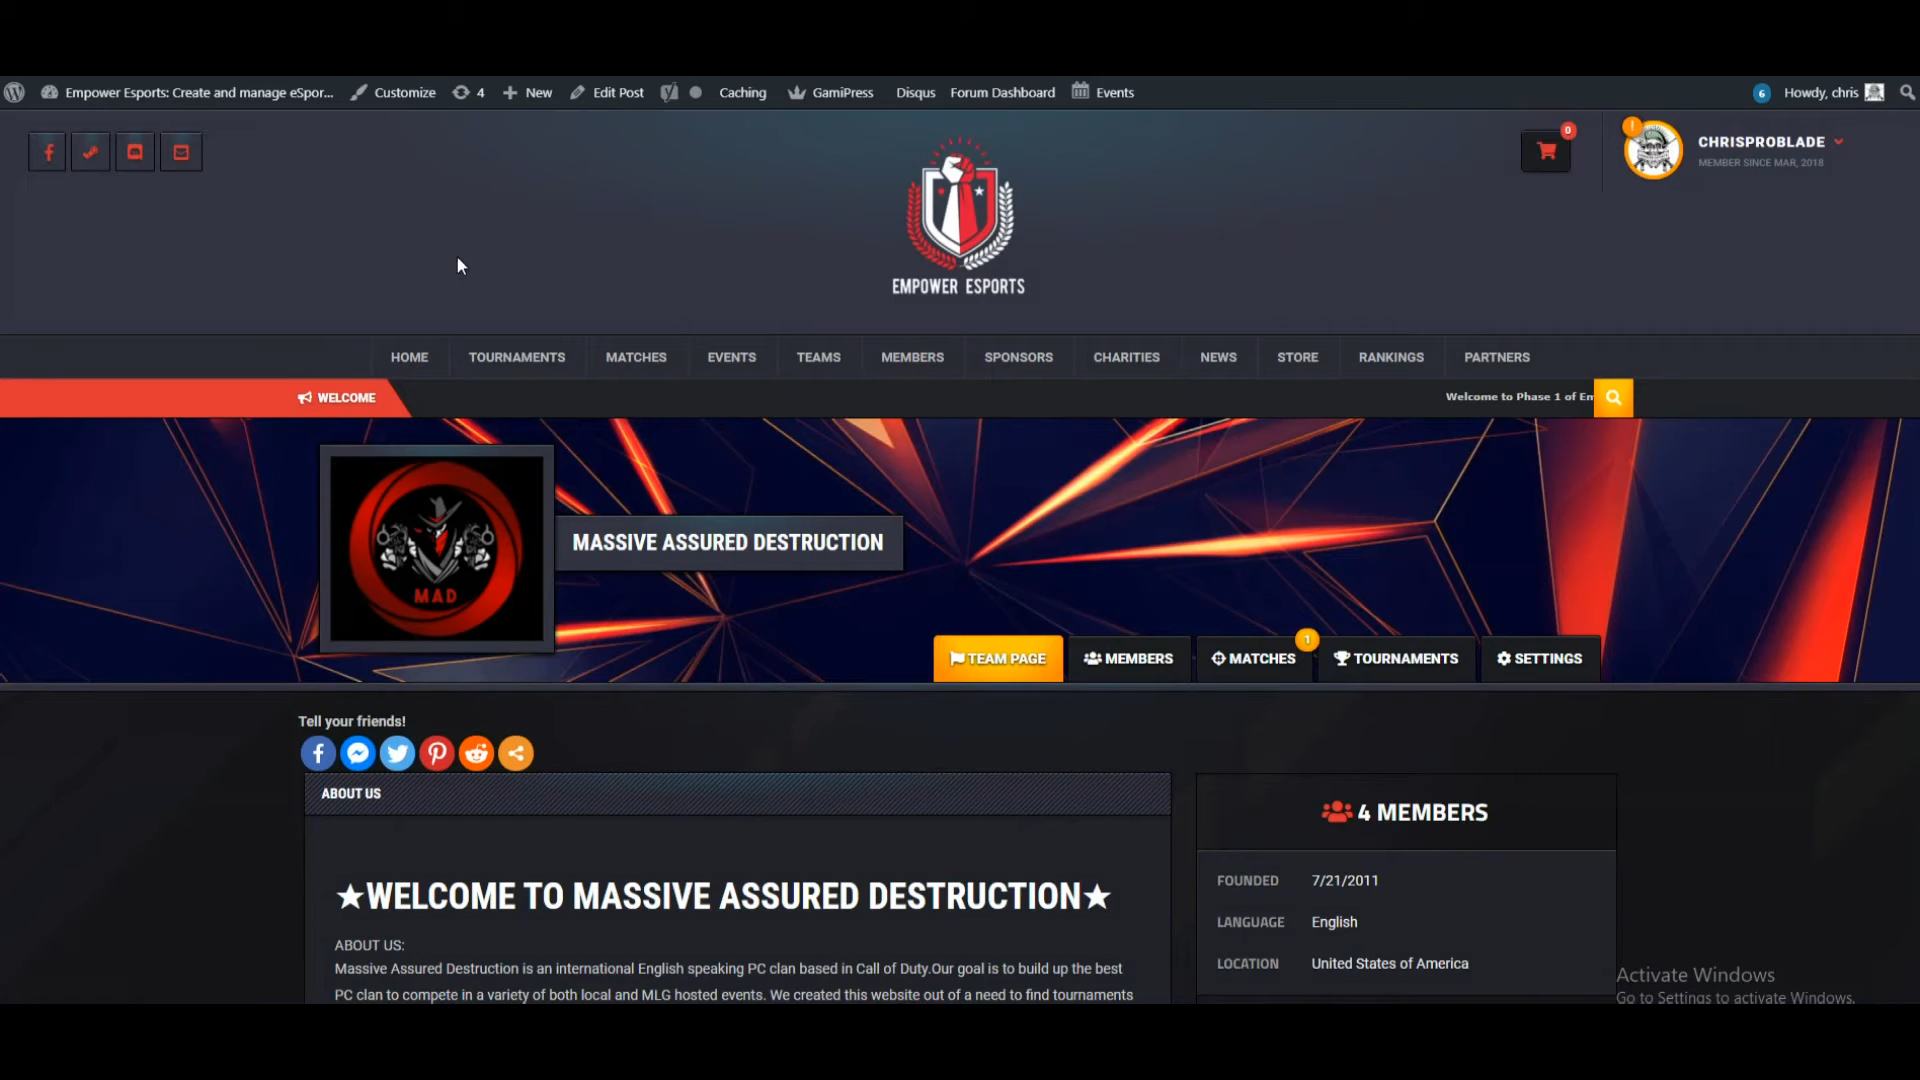 Empower Esports: Create and manage eSpor... Customize 4 New Edit Post Caching GamiPress Disqus Forum Dashboard Events 6 Howdy, chris
0
!
CHRISPROBLADE
MEMBER SINCE MAR, 2018
EMPOWER ESPORTS
HOME TOURNAMENTS MATCHES EVENTS TEAMS MEMBERS SPONSORS CHARITIES NEWS STORE RANKINGS PARTNERS
WELCOME
Welcome to Phase 1 of Em
MASSIVE ASSURED DESTRUCTION
MAD
1
TEAM PAGE MEMBERS MATCHES TOURNAMENTS SETTINGS
Tell your friends!
ABOUT US
4 MEMBERS
★WELCOME TO MASSIVE ASSURED DESTRUCTION★
FOUNDED 7/21/2011
LANGUAGE English
LOCATION United States of America
ABOUT US:
Massive Assured Destruction is an international English speaking PC clan based in Call of Duty.Our goal is to build up the best
PC clan to compete in a variety of both local and MLG hosted events. We created this website out of a need to find tournaments
Activate Windows
Go to Settings to activate Windows.